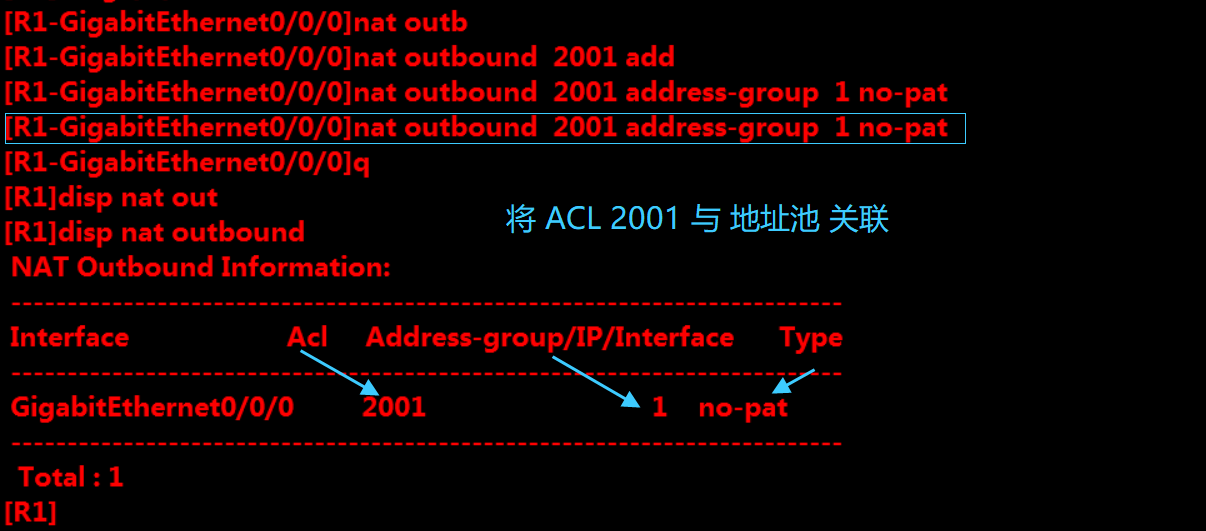 [R1-GigabitEthernet0/0/0]nat outb
[R1-GigabitEthernet0/0/0]nat outbound  2001 add
[R1-GigabitEthernet0/0/0]nat outbound  2001 address-group  1 no-pat
[R1-GigabitEthernet0/0/0]nat outbound  2001 address-group  1 no-pat
[R1-GigabitEthernet0/0/0]q
[R1]disp nat out
将 ACL 2001 与 地址池 关联
[R1]disp nat outbound
NAT Outbound Information:
--------------------------------------------------------------------------
Interface                     Acl     Address-group/IP/Interface      Type
--------------------------------------------------------------------------
GigabitEthernet0/0/0         2001                              1    no-pat
--------------------------------------------------------------------------
Total : 1
[R1]